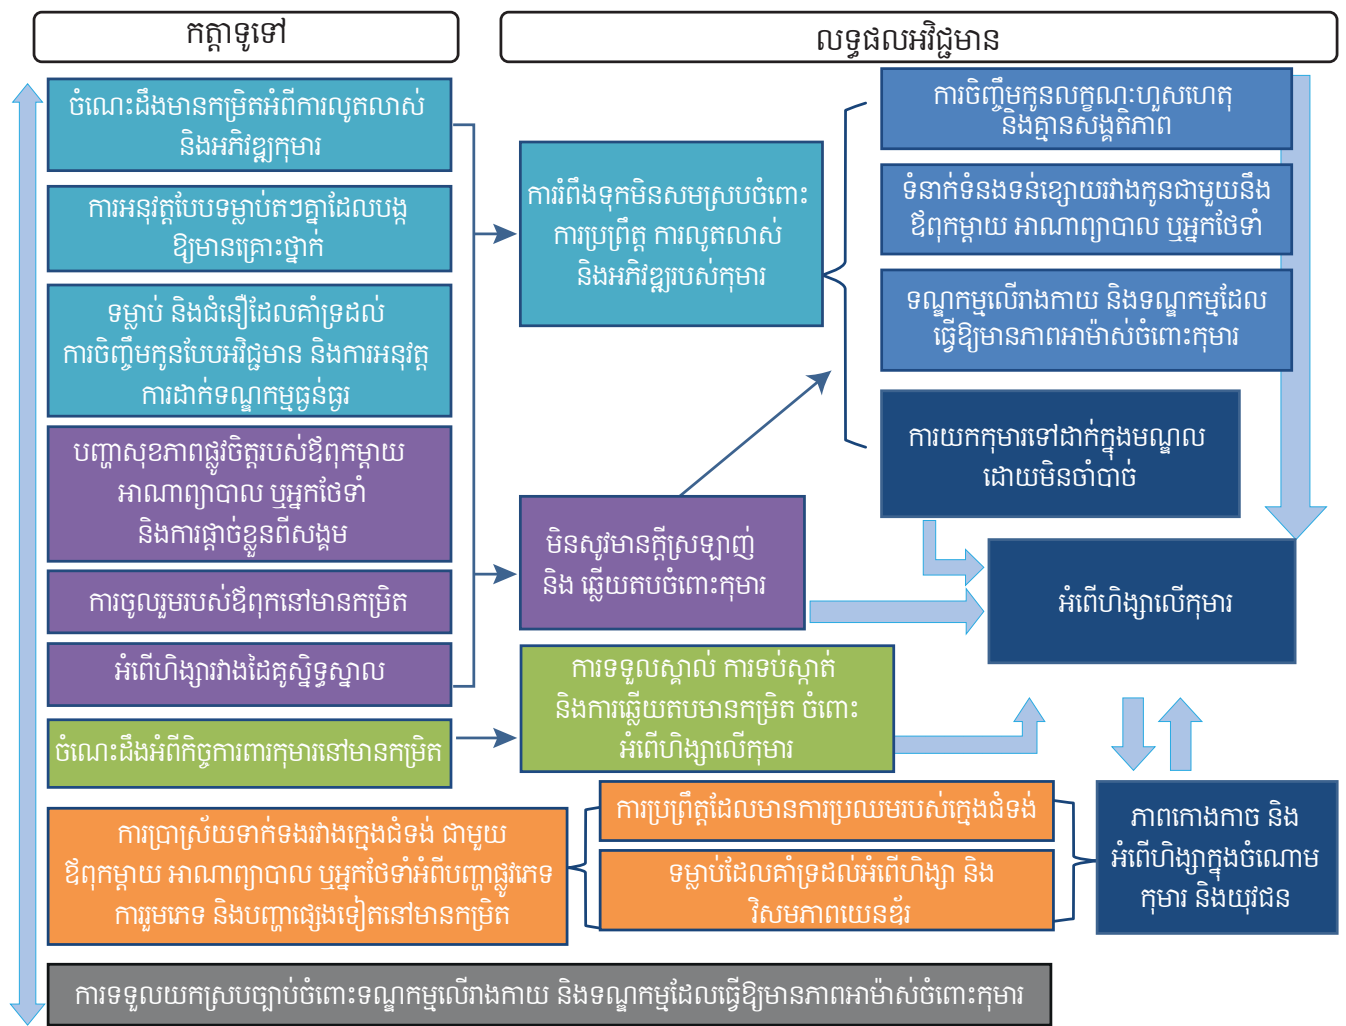 កត្តាទូទៅ
លទ្ធផលអវិជ្ជមាន
ចំណេះដឹងមានកម្រិតអំពីការលូតលាស់
និងអភិវឌ្ឍកុមារ
ការអនុវត្តបែបទម្លាប់តៗគ្នាដែលបង្ក
ឱ្យមានគ្រោះថ្នាក់
ទម្លាប់ និងជំនឿដែលគាំទ្រដល់
ការចិញ្ចឹមកូនបែបអវិជ្ជមាន និងការអនុវត្ត
ការដាក់ទណ្ឌកម្មធ្ងន់ធ្ងរ
បញ្ហាសុខភាពផ្លូវចិត្តរបស់ឪពុកម្តាយ
អាណាព្យាបាល ឬអ្នកថែទាំ
និងការផ្តាច់ខ្លួនពីសង្គម
ការចូលរួមរបស់ឪពុកនៅមានកម្រិត
អំពើហិង្សារវាងដៃគូស្និទ្ធស្នាល
ចំណេះដឹងអំពីកិច្ចការពារកុមារនៅមានកម្រិត
ការប្រាស្រ័យទាក់ទងរវាងក្មេងជំទង់ ជាមួយ
ឪពុកម្តាយ អាណាព្យាបាល ឬអ្នកថែទាំអំពីបញ្ហាផ្លូវភេទ
ការរួមភេទ និងបញ្ហាផ្សេងទៀតនៅមានកម្រិត
ការរំពឹងទុកមិនសមស្របចំពោះ
ការប្រព្រឹត្ត ការលូតលាស់
និងអភិវឌ្ឍរបស់កុមារ
មិនសូវមានក្តីស្រឡាញ់
និង ឆ្លើយតបចំពោះកុមារ
ការទទួលស្គាល់ ការទប់ស្កាត់
និងការឆ្លើយតបមានកម្រិត ចំពោះ
អំពើហិង្សាលើកុមារ
ការប្រព្រឹត្តដែលមានការប្រឈមរបស់ក្មេងជំទង់
ទម្លាប់ដែលគាំទ្រដល់អំពើហិង្សា និង
វិសមភាពយេនឌ័រ
ការចិញ្ចឹមកូនលក្ខណៈហួសហេតុ
និងគ្មានសង្គតិភាព
ទំនាក់ទំនងទន់ខ្សោយរវាងកូនជាមួយនឹង
ឪពុកម្តាយ អាណាព្យាបាល ឬអ្នកថែទាំ
ទណ្ឌកម្មលើរាងកាយ និងទណ្ឌកម្មដែល
ធ្វើឱ្យមានភាពអាម៉ាស់ចំពោះកុមារ
ការយកកុមារទៅដាក់ក្នុងមណ្ឌល
ដោយមិនចាំបាច់
អំពើហិង្សាលើកុមារ
ភាពកោងកាច និង
អំពើហិង្សាក្នុងចំណោម
កុមារ និងយុវជន
ការទទួលយកស្របច្បាប់ចំពោះទណ្ឌកម្មលើរាងកាយ និងទណ្ឌកម្មដែលធ្វើឱ្យមានភាពអាម៉ាស់ចំពោះកុមារ